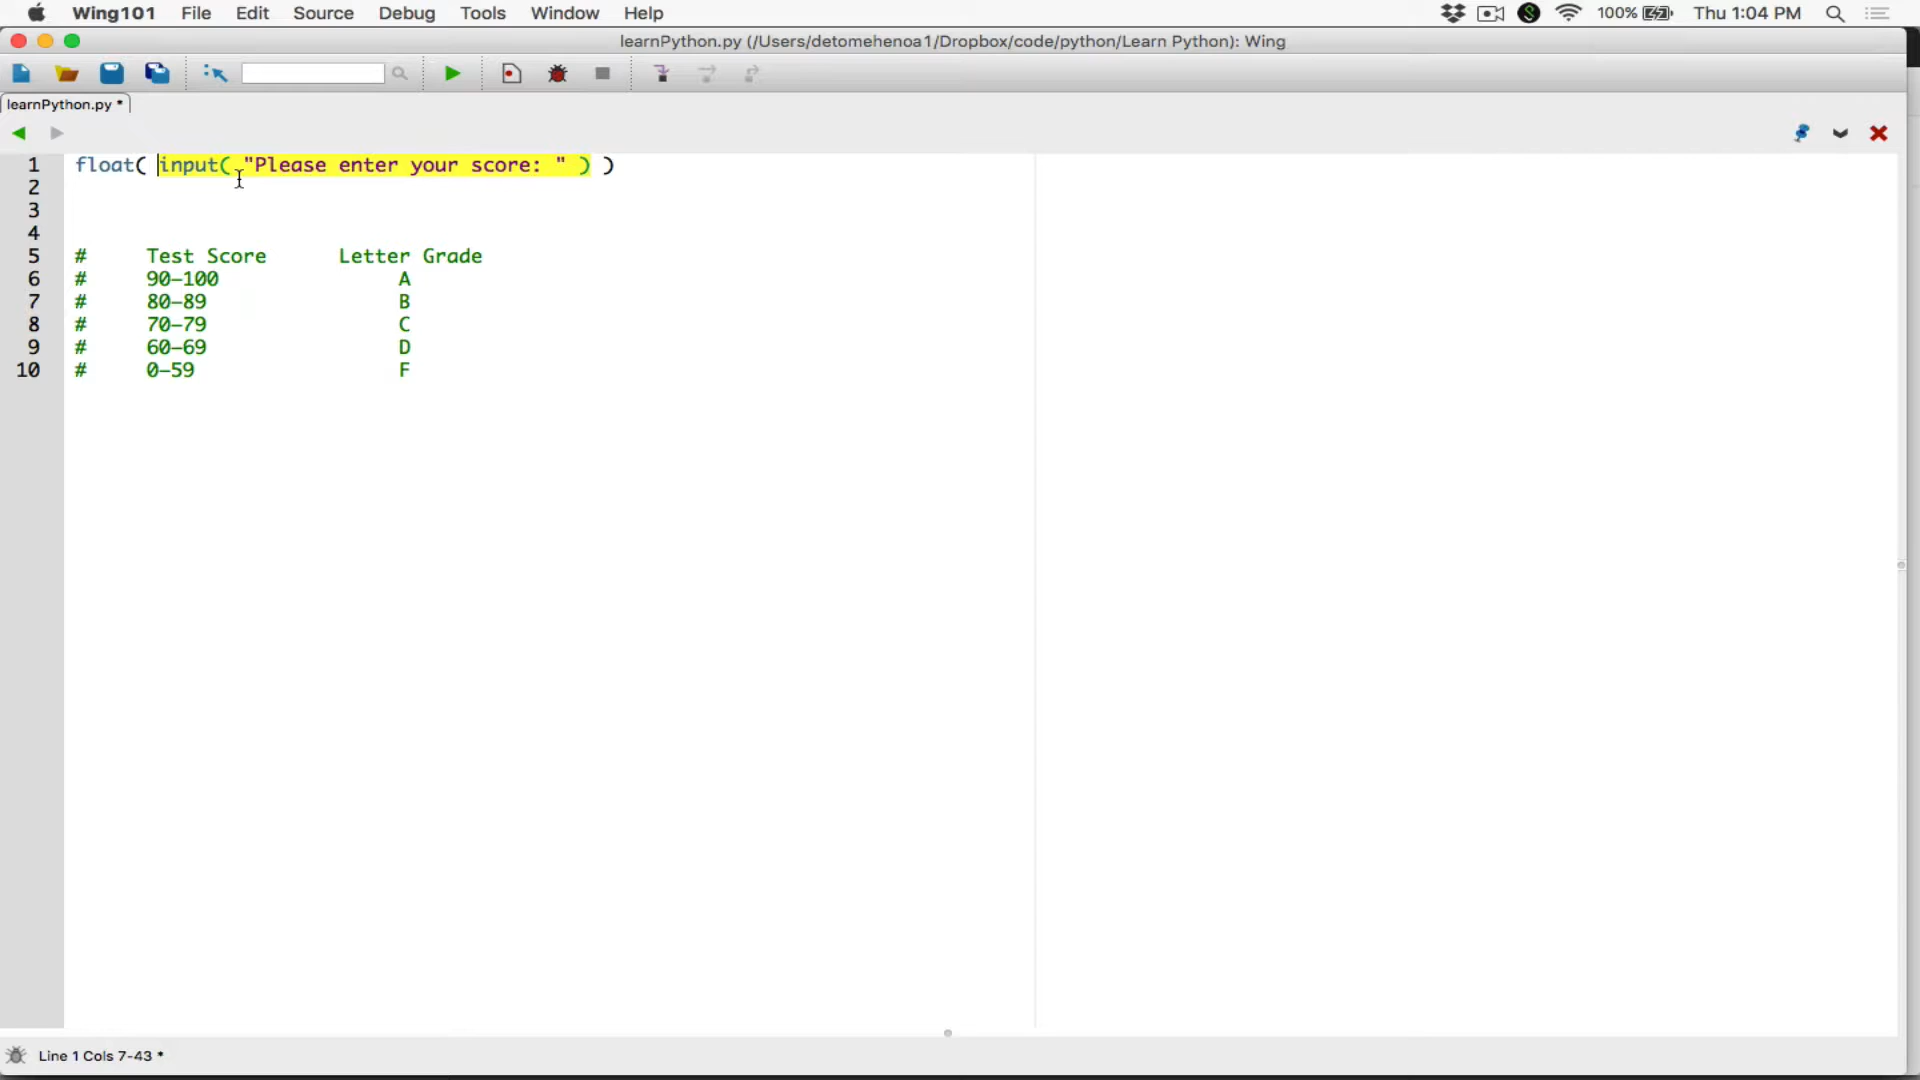 Wing101 File Edit Source Debug Tools Window Help 100% Thu 1:04 PM
learnPython.py (/Users/detomehenoa1/Dropbox/code/python/Learn Python): Wing
learnPython.py *
1 float( input( "Please enter your score: " ) )
2
3
4
5 # Test Score Letter Grade
6 # 90-100 A
7 # 80-89 B
8 # 70-79 C
9 # 60-69 D
10 # 0-59 F
Line 1 Cols 7-43 *